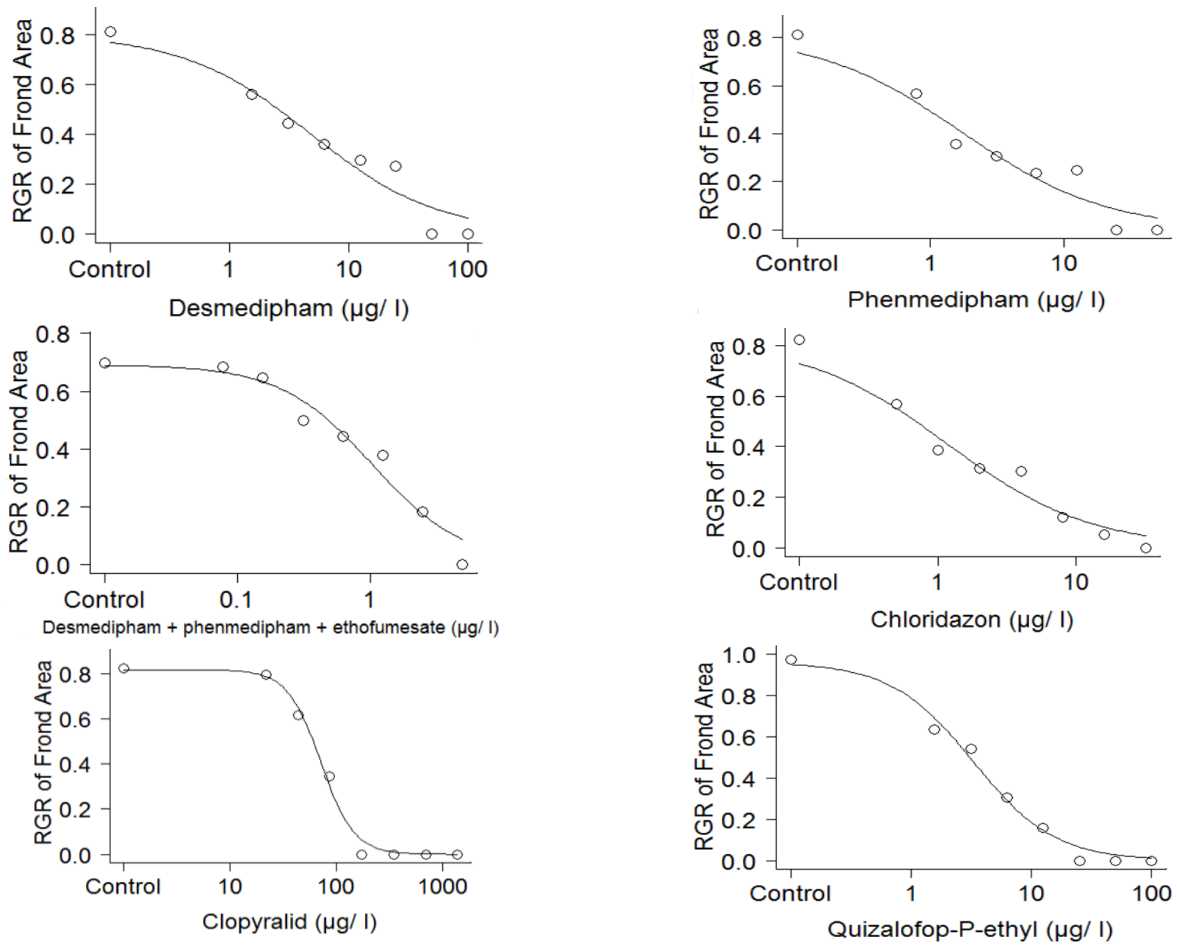 RGR of Frond Area
0.8
0.6
0.4
0.2
0.0
Control 1 10 100
Desmedipham (µg/ l)
RGR of Frond Area
0.8
0.6
0.4
0.2
0.0
Control 1 10
Phenmedipham (µg/ l)
RGR of Frond Area
0.8
0.6
0.4
0.2
0.0
Control 0.1 1
Desmedipham + phenmedipham + ethofumesate (µg/ l)
RGR of Frond Area
0.8
0.6
0.4
0.2
0.0
Control 1 10
Chloridazon (µg/ l)
RGR of Frond Area
0.8
0.6
0.4
0.2
0.0
Control 10 100 1000
Clopyralid (µg/ l)
RGR of Frond Area
1.0
0.8
0.6
0.4
0.2
0.0
Control 1 10 100
Quizalofop-P-ethyl (µg/ l)